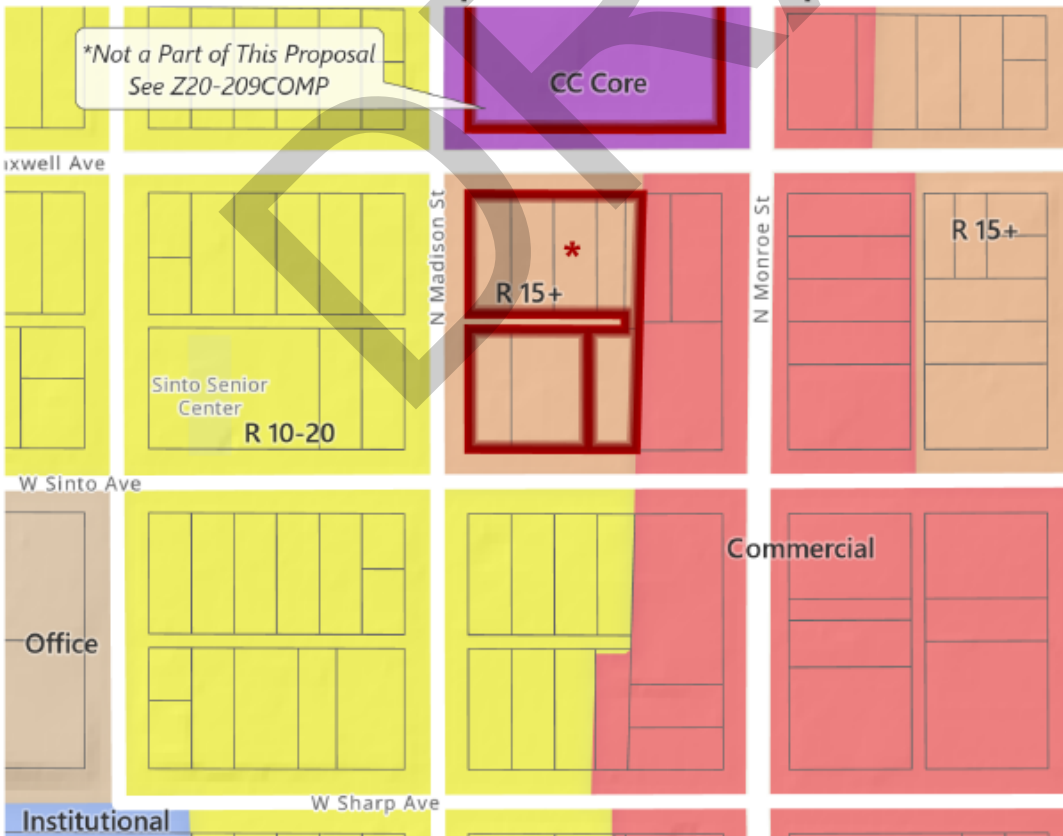 *Not a Part of This Proposal
See Z20-209COMP
CC Core
axwell Ave
N Madison St
N Monroe St
*
R 15+
R 15+
Sinto Senior
Center
R 10-20
W Sinto Ave
Commercial
Office
W Sharp Ave
Institutional